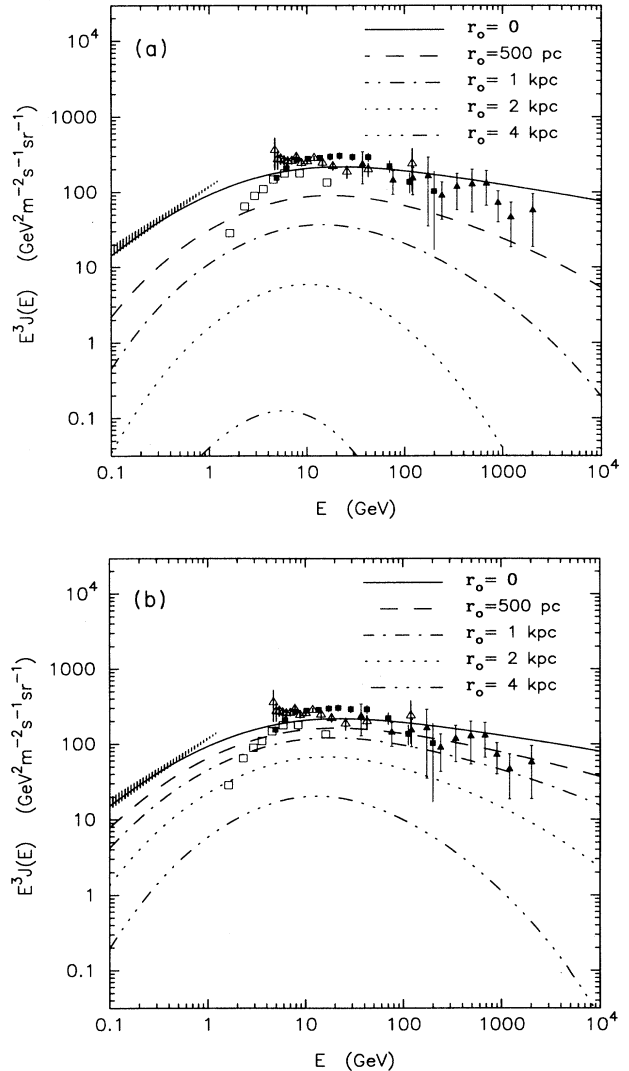 (a)
r₀= 0
r₀=500 pc
r₀= 1 kpc
r₀= 2 kpc
r₀= 4 kpc
10⁴
1000
100
10
1
0.1
E³J(E) (GeV²m⁻²s⁻¹sr⁻¹)
0.1 1 10 100 1000 10⁴
E (GeV)
(b)
r₀= 0
r₀=500 pc
r₀= 1 kpc
r₀= 2 kpc
r₀= 4 kpc
10⁴
1000
100
10
1
0.1
E³J(E) (GeV²m⁻²s⁻¹sr⁻¹)
0.1 1 10 100 1000 10⁴
E (GeV)